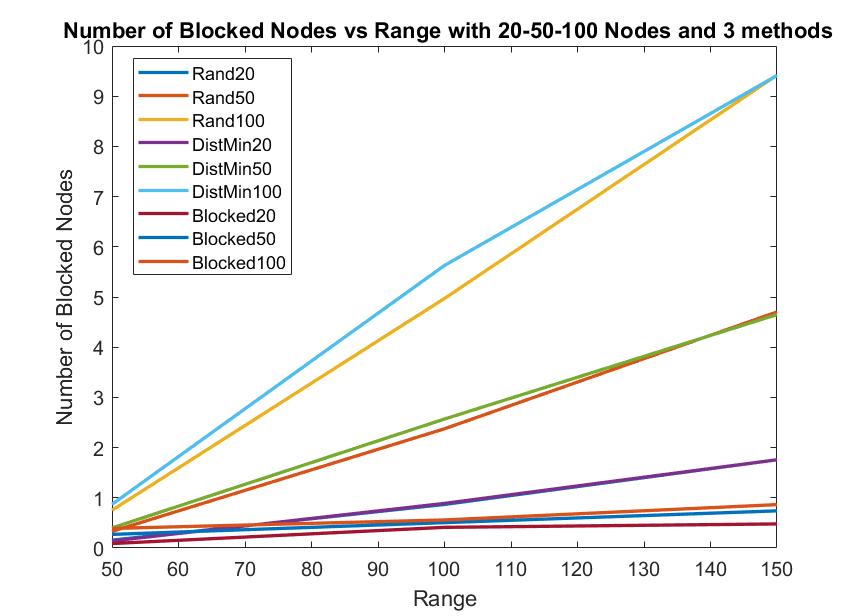 Number of Blocked Nodes vs Range with 20-50-100 Nodes and 3 methods
10
9
8
7
6
5
4
3
2
1
0
Number of Blocked Nodes
Rand20
Rand50
Rand100
DistMin20
DistMin50
DistMin100
Blocked20
Blocked50
Blocked100
50 60 70 80 90 100 110 120 130 140 150
Range